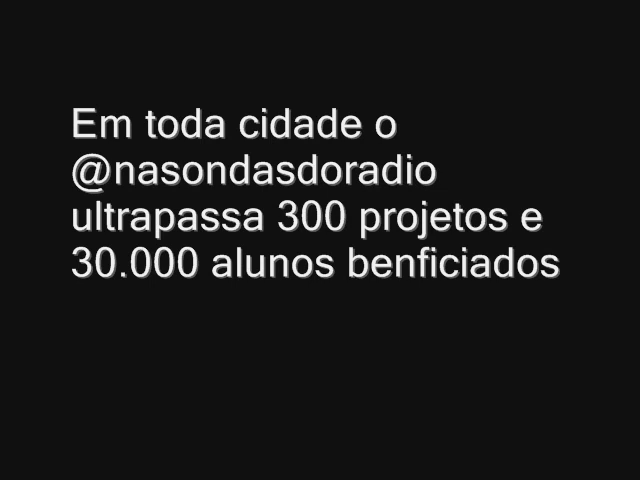 Em toda cidade o
@nasondasdoradio
ultrapassa 300 projetos e
30.000 alunos benficiados